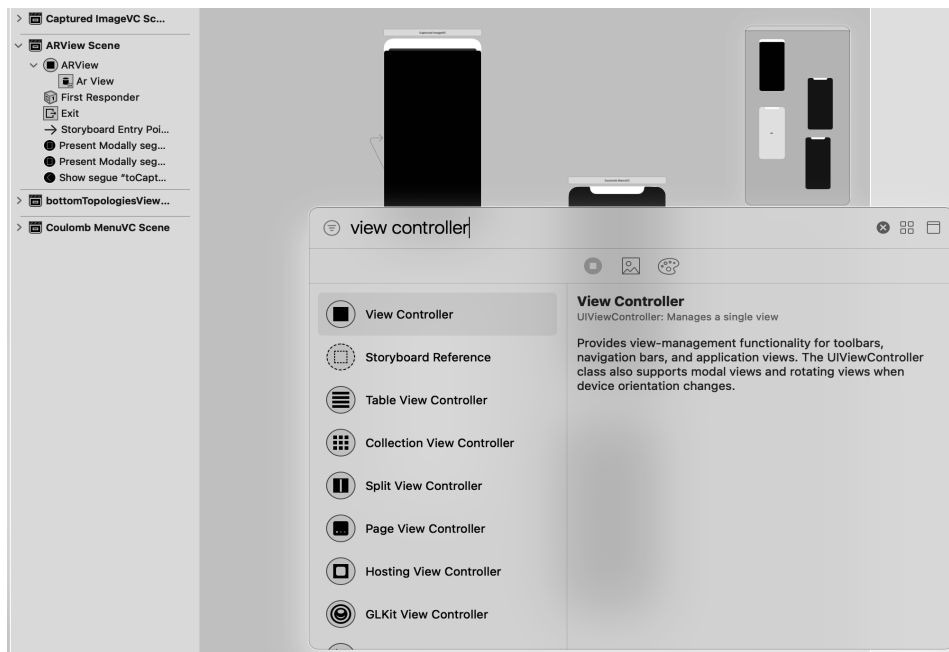 Captured ImageVC Sc...
ARView Scene
ARView
Ar View
First Responder
Exit
Storyboard Entry Poi...
Present Modally seg...
Present Modally seg...
Show segue "toCapt...
bottomTopologiesView...
Coulomb MenuVC Scene
Captured ImageVC
Coulomb MenuVC
view controller
View Controller
Storyboard Reference
Table View Controller
Collection View Controller
Split View Controller
Page View Controller
Hosting View Controller
GLKit View Controller
View Controller
UIViewController: Manages a single view
Provides view-management functionality for toolbars,
navigation bars, and application views. The UIViewController
class also supports modal views and rotating views when
device orientation changes.